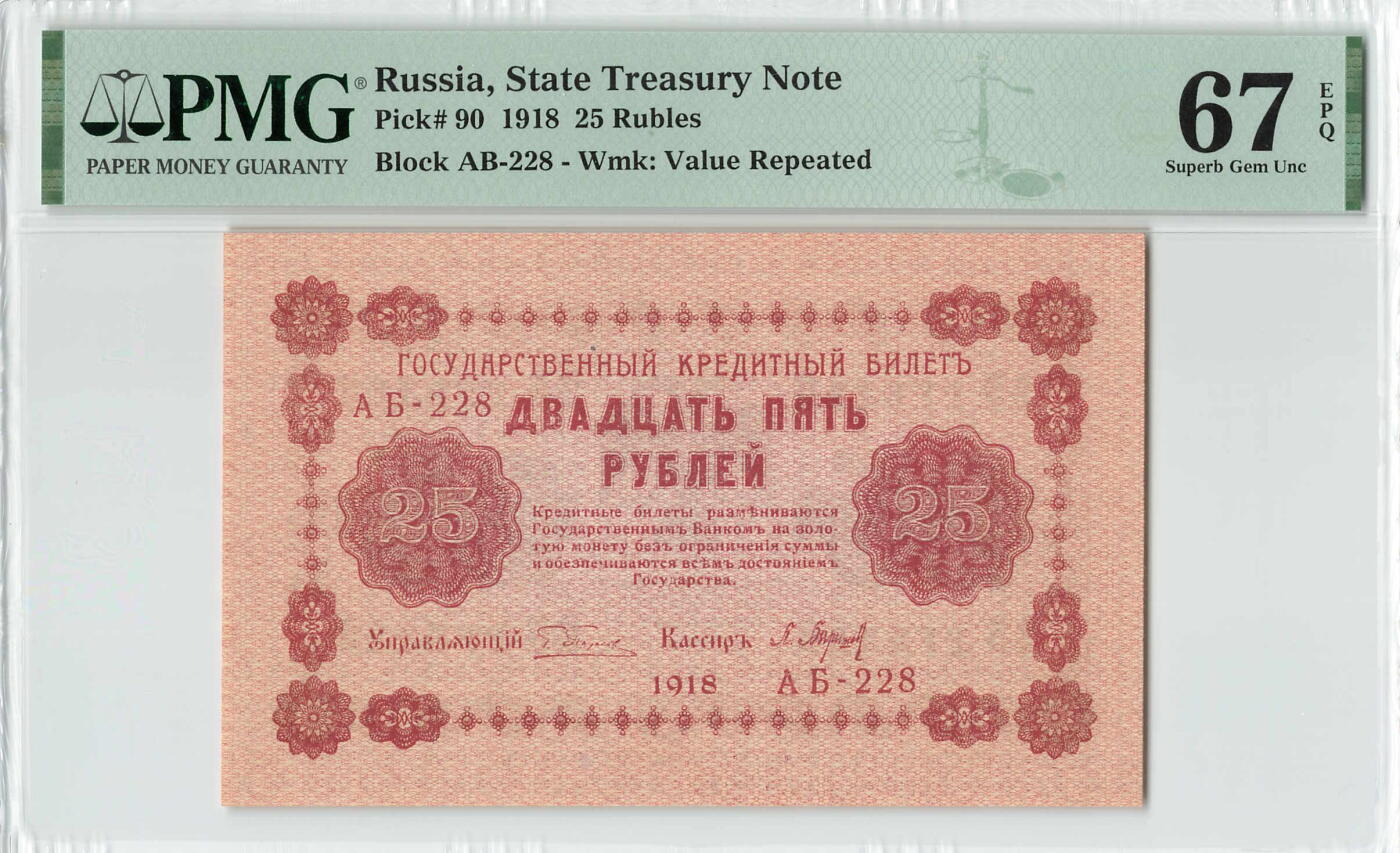 PMG®
PAPER MONEY GUARANTY
Russia, State Treasury Note
Pick# 90 1918 25 Rubles
Block AB-228 - Wmk: Value Repeated
67
EPQ
Superb Gem Unc
ГОСУДАРСТВЕННЫЙ КРЕДИТНЫЙ БИЛЕТЪ
АБ-228
ДВАДЦАТЬ ПЯТЬ
РУБЛЕЙ
25
25
Кредитные билеты размѣниваются
Государственнымъ Банкомъ на золо-
тую монету безъ ограниченія суммы
и обезпечиваются всѣмъ достояніемъ
Государства.
Управляющій
Кассиръ
1918 АБ-228